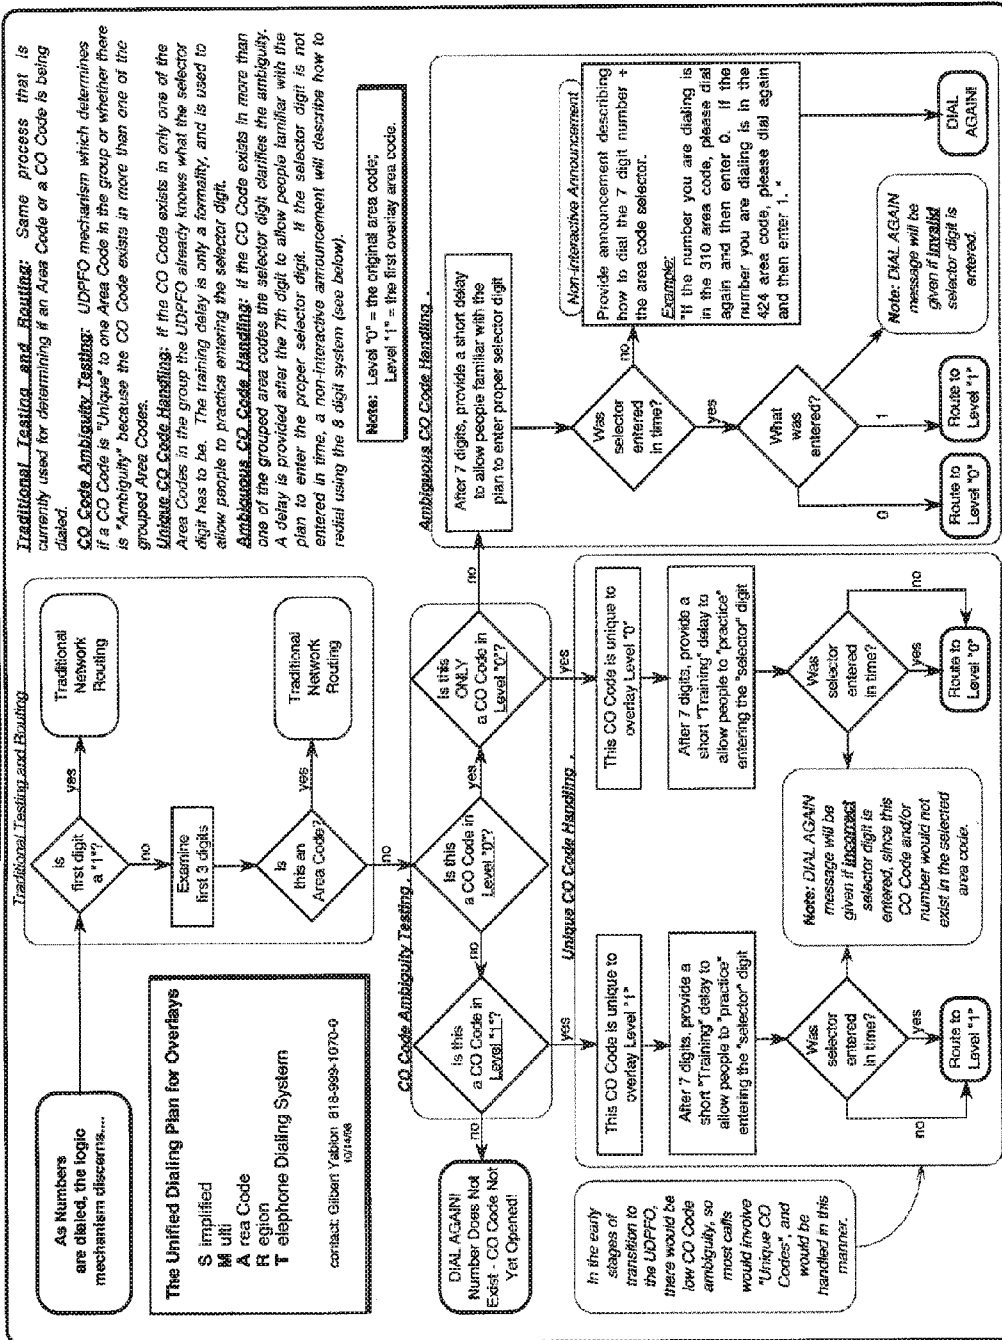 As Numbers
are dialed, the logic
mechanism discerns....
The Unified Dialing Plan for Overlays
S implified
M ulti
A rea Code
R egion
T elephone Dialing System
contact: Gilbert Yablon 818-999-1070-0
10/14/98
Traditional Testing and Routing
Is
first digit
a "1"?
yes
Traditional
Network
Routing
no
Examine
first 3 digits
Is
this an
Area Code?
yes
Traditional
Network
Routing
no
Traditional Testing and Routing: Same process that is
currently used for determining if an Area Code or a CO Code is being
dialed.
CO Code Ambiguity Testing: UDPFO mechanism which determines
if a CO Code is "Unique" to one Area Code in the group or whether there
is "Ambiguity" because the CO Code exists in more than one of the
grouped Area Codes.
Unique CO Code Handling: If the CO Code exists in only one of the
Area Codes in the group the UDPFO already knows what the selector
digit has to be. The training delay is only a formality, and is used to
allow people to practice entering the selector digit.
Ambiguous CO Code Handling: If the CO Code exists in more than
one of the grouped area codes the selector digit clarifies the ambiguity.
A delay is provided after the 7th digit to allow people familiar with the
plan to enter the proper selector digit. If the selector digit is not
entered in time, a non-interactive announcement will describe how to
redial using the 8 digit system (see below).
Note: Level "0" = the original area code;
Level "1" = the first overlay area code.
CO Code Ambiguity Testing .
Is this
a CO Code in
Level "1"?
no
Is this
a CO Code in
Level "0"?
yes
Is this
ONLY
a CO Code in
Level "0"?
no
no
DIAL AGAIN!
Number Does Not
Exist - CO Code Not
Yet Opened!
yes
yes
Unique CO Code Handling .
In the early
stages of
transition to
the UDPFO,
there would be
low CO Code
ambiguity, so
most calls
would involve
"Unique CO
Codes", and
would be
handled in this
manner.
This CO Code is unique to
overlay Level "1"
After 7 digits, provide a
short "Training" delay to
allow people to "practice"
entering the "selector" digit
Was
selector
entered
in time?
no
yes
Route to
Level "1"
Note: DIAL AGAIN
message will be
given if incorrect
selector digit is
entered, since this
CO Code and/or
number would not
exist in the selected
area code.
This CO Code is unique to
overlay Level "0"
After 7 digits, provide a
short "Training" delay to
allow people to "practice"
entering the "selector" digit
Was
selector
entered
in time?
no
yes
Route to
Level "0"
Ambiguous CO Code Handling .
After 7 digits, provide a short delay
to allow people familiar with the
plan to enter proper selector digit
Was
selector
entered
in time?
no
yes
Non-interactive Announcement
Provide announcement describing
how to dial the 7 digit number +
the area code selector.
Example:
"If the number you are dialing is
in the 310 area code, please dial
again and then enter 0. If the
number you are dialing is in the
424 area code, please dial again
and then enter 1."
What
was
entered?
0
1
Route to
Level "0"
Route to
Level "1"
Note: DIAL AGAIN
message will be
given if invalid
selector digit is
entered.
DIAL
AGAIN!